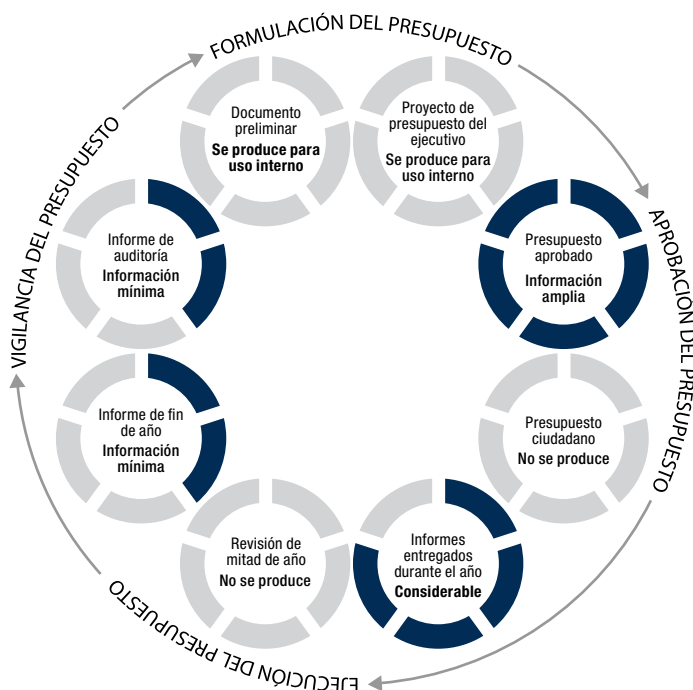 FORMULACIÓN DEL PRESUPUESTO
Documento
preliminar
Se produce para
uso interno
Proyecto de
presupuesto del
ejecutivo
Se produce para
uso interno
APROBACIÓN DEL PRESUPUESTO
Presupuesto
aprobado
Información
amplia
Presupuesto
ciudadano
No se produce
EJECUCIÓN DEL PRESUPUESTO
Informes
entregados
durante el año
Considerable
Revisión de
mitad de año
No se produce
VIGILANCIA DEL PRESUPUESTO
Informe de fin
de año
Información
mínima
Informe de
auditoría
Información
mínima